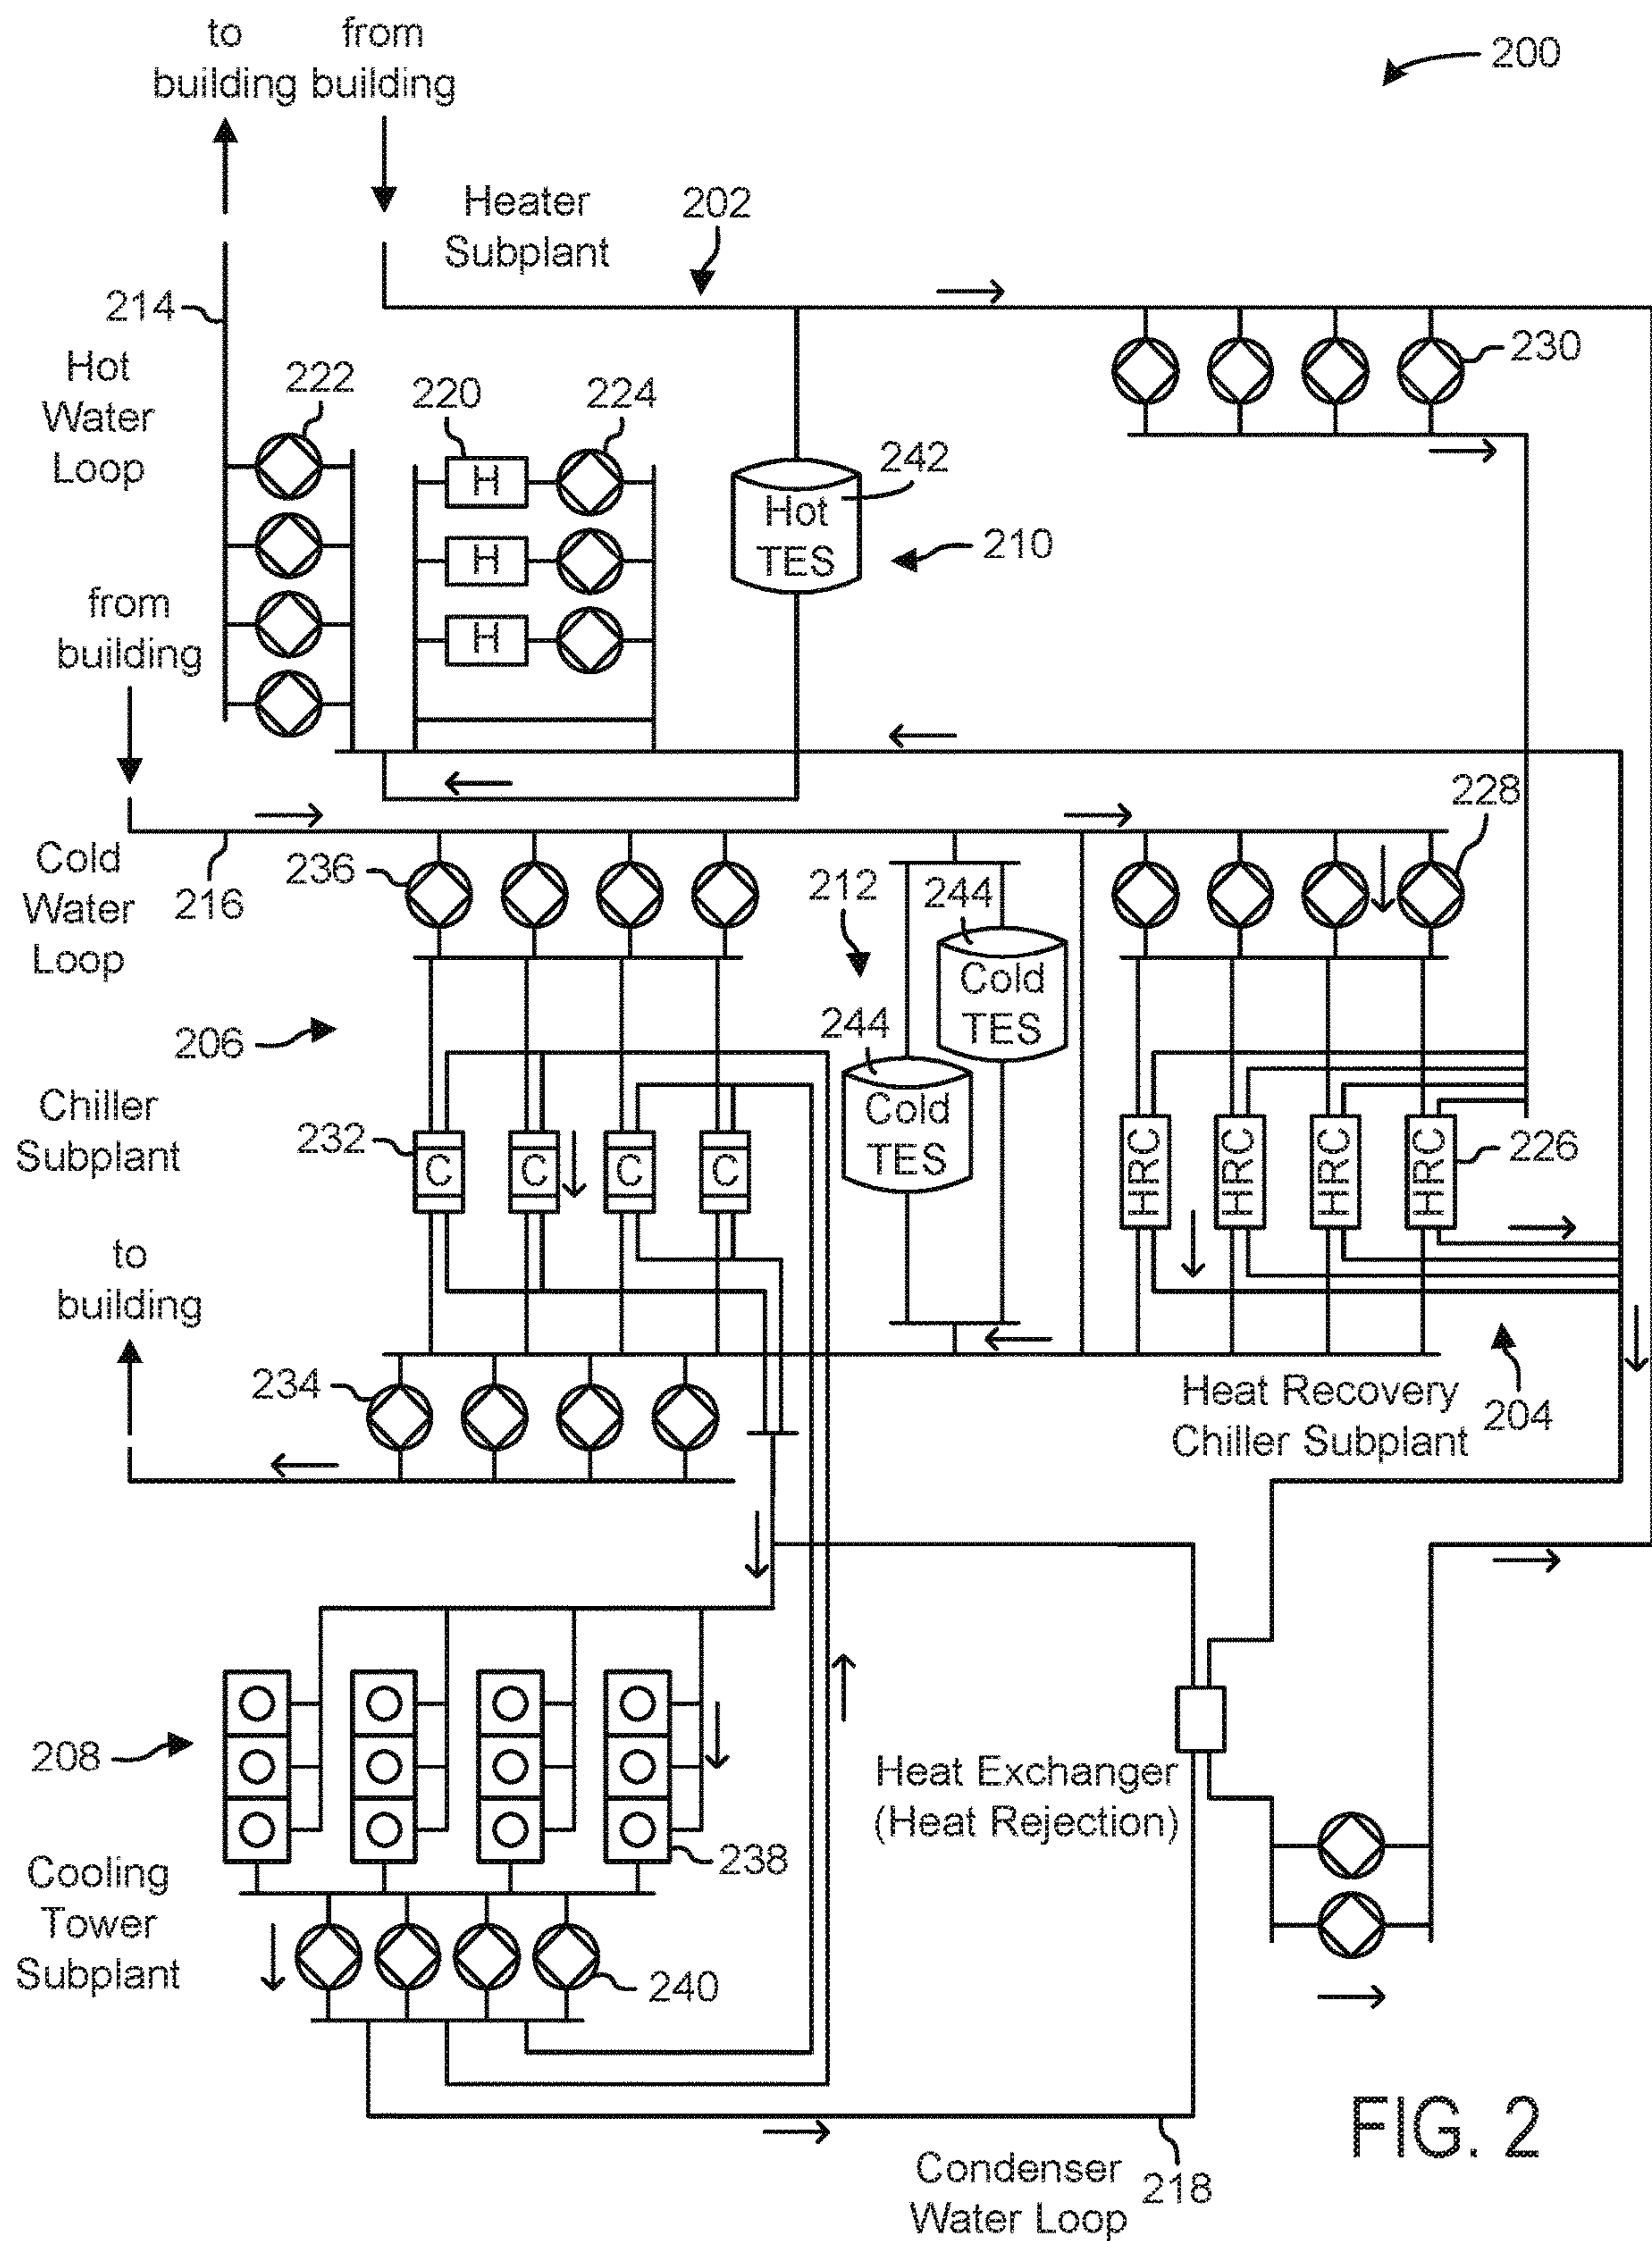 to
building
from
building
200
Heater
Subplant
202
214
Hot
Water
Loop
222
220
224
230
H
H
H
242
Hot
TES
210
from
building
228
Cold
Water
Loop
216
236
212
244
Cold
TES
244
Cold
TES
206
Chiller
Subplant
232
C
C
C
C
HRC
HRC
HRC
HRC
226
to
building
234
Heat Recovery
Chiller Subplant
204
208
Heat Exchanger
(Heat Rejection)
238
Cooling
Tower
Subplant
240
Condenser
Water Loop
218
FIG. 2